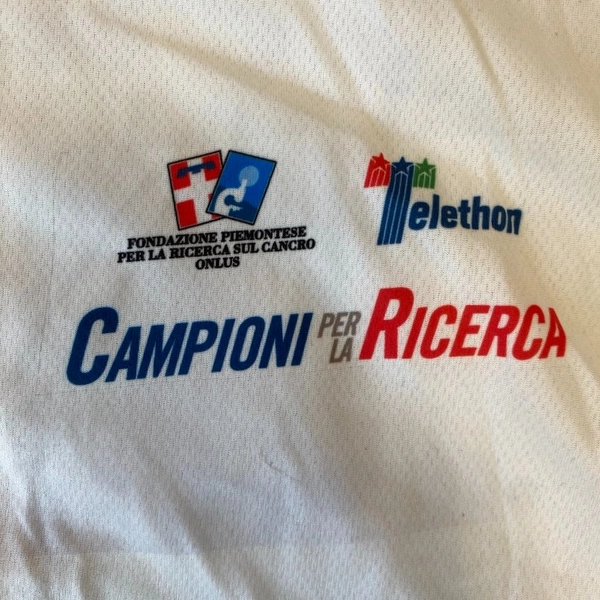 FONDAZIONE PIEMONTESE
PER LA RICERCA SUL CANCRO
ONLUS
Telethon
CAMPIONI PER LA RICERCA